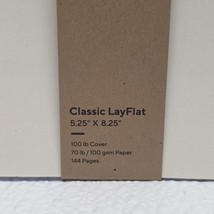 Classic LayFlat
5.25" X 8.25"
100 lb Cover
70 lb / 100 gsm Paper
144 Pages